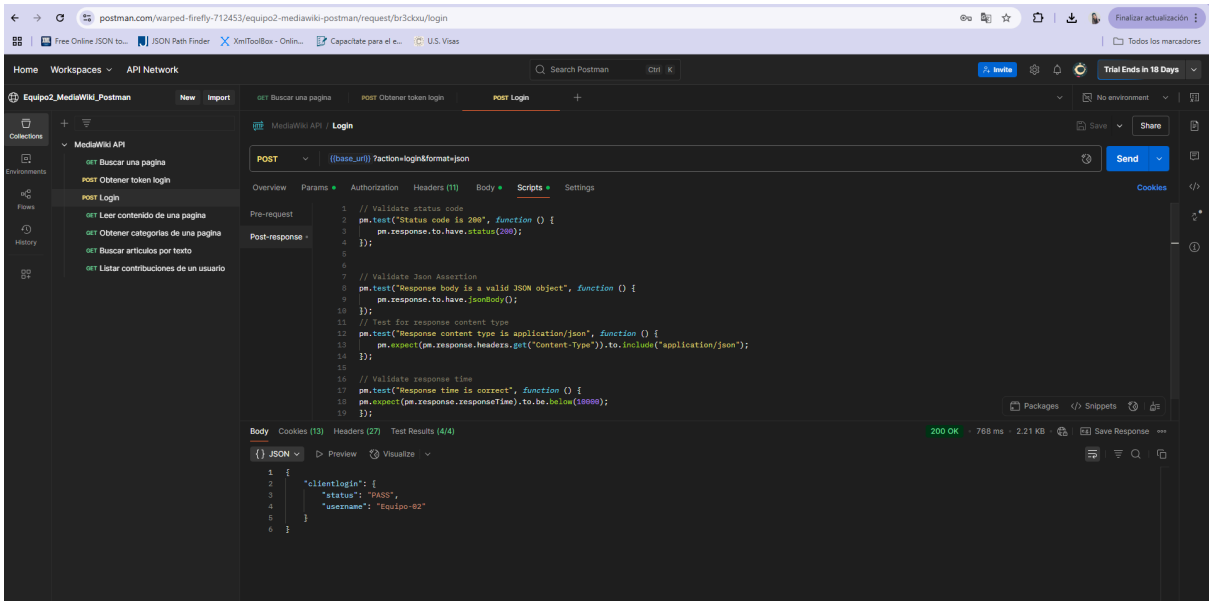 postman.com/warped-firefly-712453/equipo2-mediawiki-postman/request/br3ckxu/login
Finalizar actualización
Free Online JSON to...
JSON Path Finder
XmlToolBox - Onlin...
Capacítate para el e...
U.S. Visas
Todos los marcadores
Home
Workspaces
API Network
Search Postman
Ctrl K
Invite
Trial Ends in 18 Days
Equipo2_MediaWiki_Postman
New
Import
GET Buscar una pagina
POST Obtener token login
POST Login
No environment
Collections
MediaWiki API / Login
Save
Share
MediaWiki API
GET Buscar una pagina
POST Obtener token login
POST Login
GET Leer contenido de una pagina
GET Obtener categorias de una pagina
GET Buscar articulos por texto
GET Listar contribuciones de un usuario
Environments
Flows
History
POST
{{base_url}} ?action=login&format=json
Send
Overview
Params
Authorization
Headers (11)
Body
Scripts
Settings
Cookies
Pre-request
Post-response
1 // Validate status code
2 pm.test("Status code is 200", function () {
3 pm.response.to.have.status(200);
4 });
5
6
7 // Validate Json Assertion
8 pm.test("Response body is a valid JSON object", function () {
9 pm.response.to.have.jsonBody();
10 });
11 // Test for response content type
12 pm.test("Response content type is application/json", function () {
13 pm.expect(pm.response.headers.get("Content-Type")).to.include("application/json");
14 });
15
16 // Validate response time
17 pm.test("Response time is correct", function () {
18 pm.expect(pm.response.responseTime).to.be.below(10000);
19 });
Packages
Snippets
Body
Cookies (13)
Headers (27)
Test Results (4/4)
200 OK
768 ms
2.21 KB
Save Response
{} JSON
Preview
Visualize
1 {
2 "clientlogin": {
3 "status": "PASS",
4 "username": "Equipo-02"
5 }
6 }